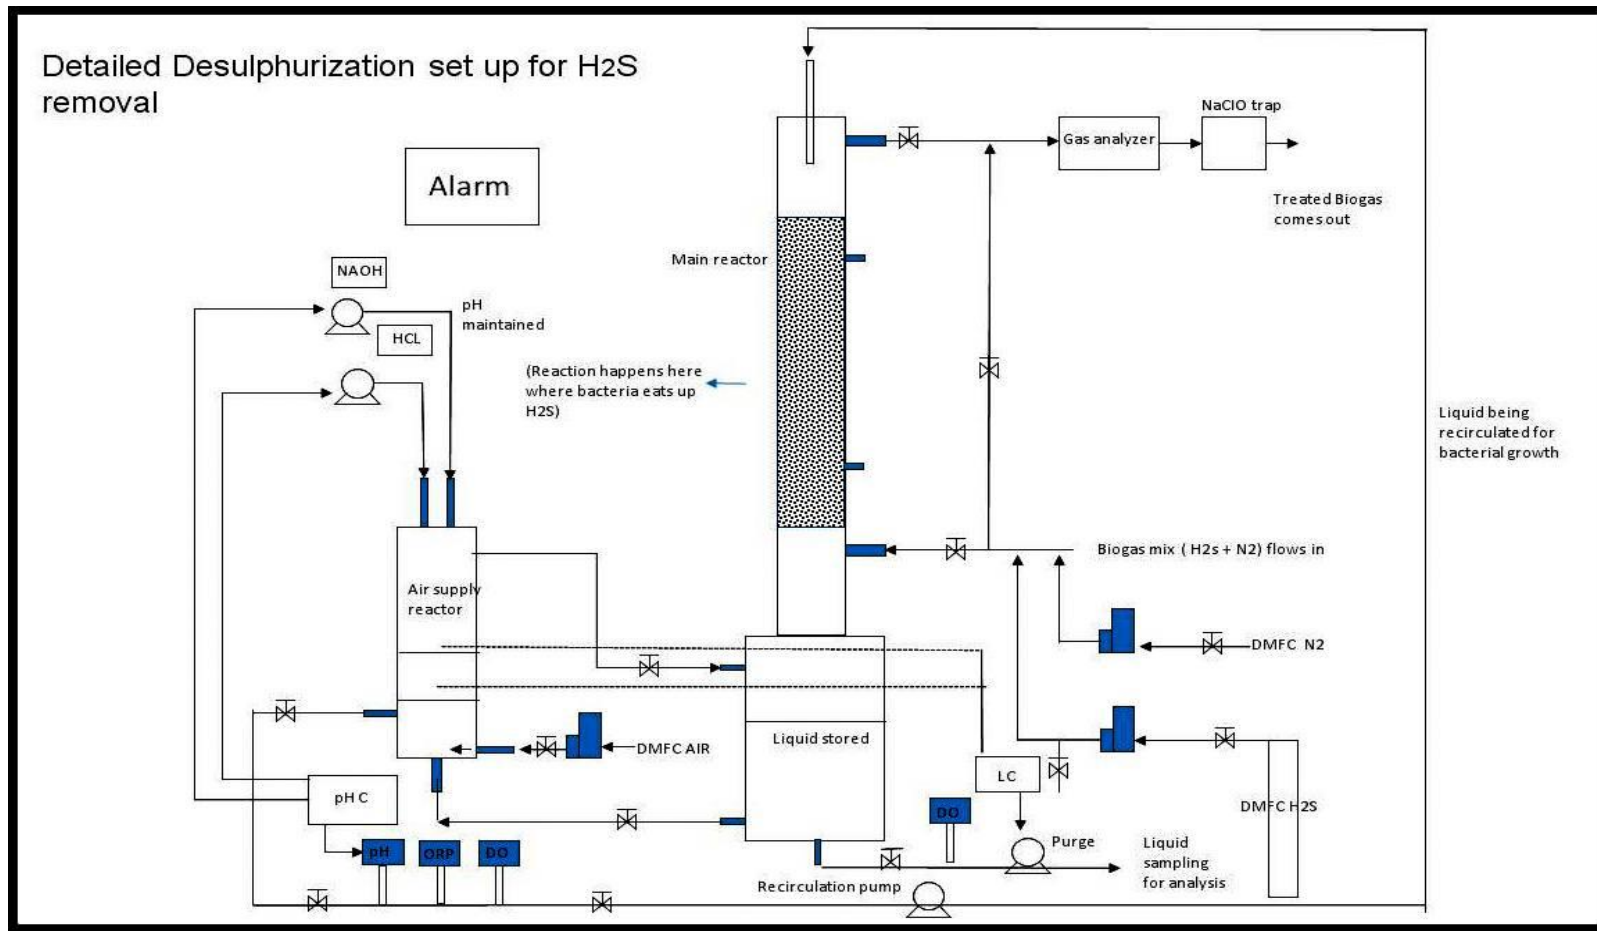 Detailed Desulphurization set up for H2S
removal
Alarm
NaClO trap
Gas analyzer
Treated Biogas
comes out
Main reactor
NAOH
pH
maintained
HCL
(Reaction happens here
where bacteria eats up
H2S)
Liquid being
recirculated for
bacterial growth
Biogas mix ( H2s + N2) flows in
Air supply
reactor
DMFC N2
Liquid stored
DMFC AIR
LC
pH C
DMFC H2S
DO
pH
ORP
DO
Purge
Liquid
sampling
for analysis
Recirculation pump